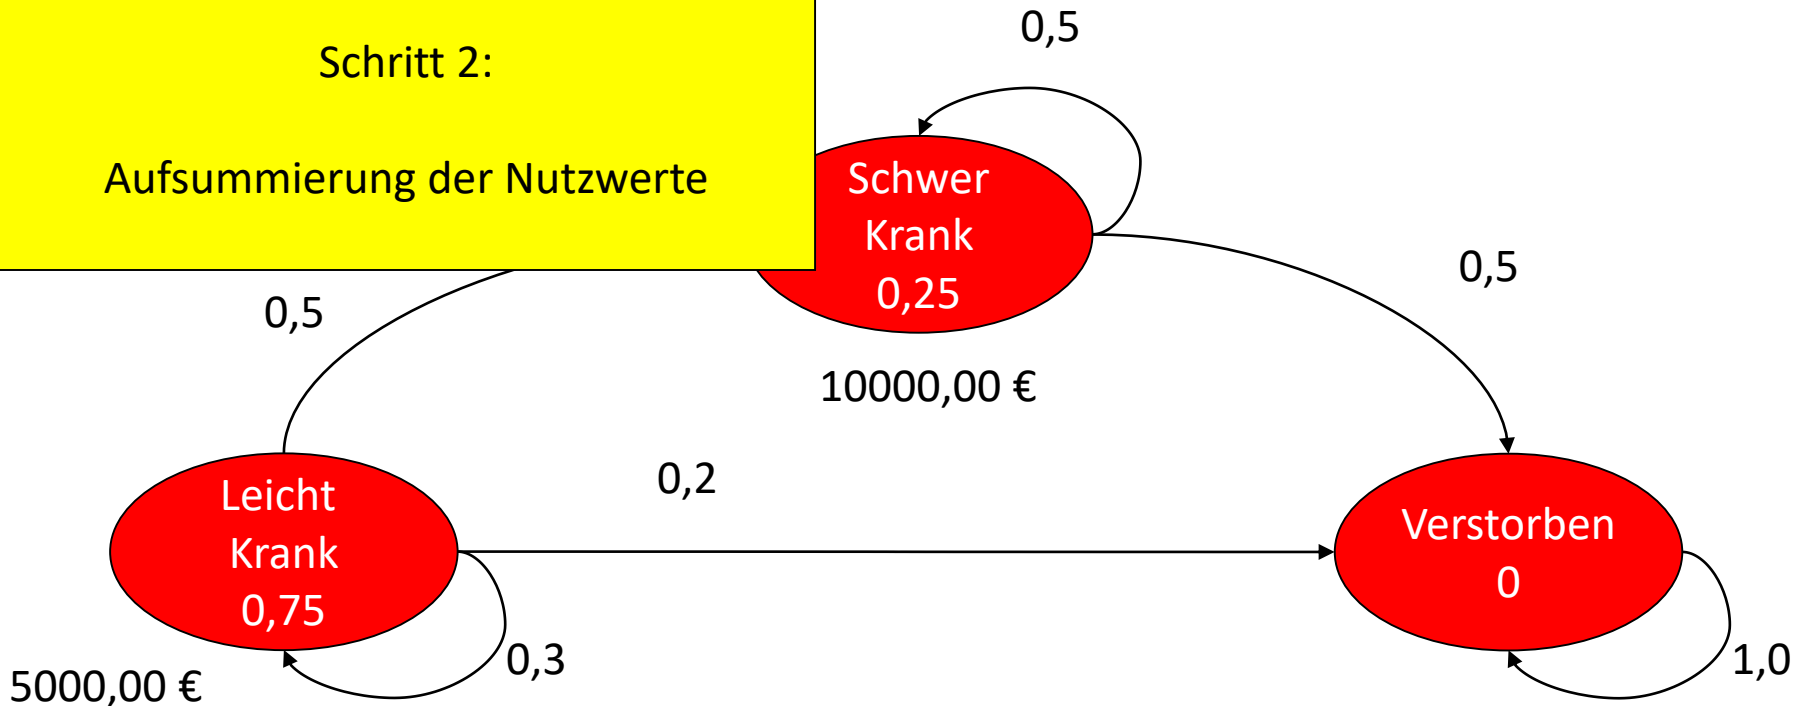 Schritt 2:
Aufsummierung der Nutzwerte
0,5
Schwer
Krank
0,25
0,5
0,5
10000,00 €
0,2
Leicht
Krank
0,75
Verstorben
0
0,3
1,0
5000,00 €